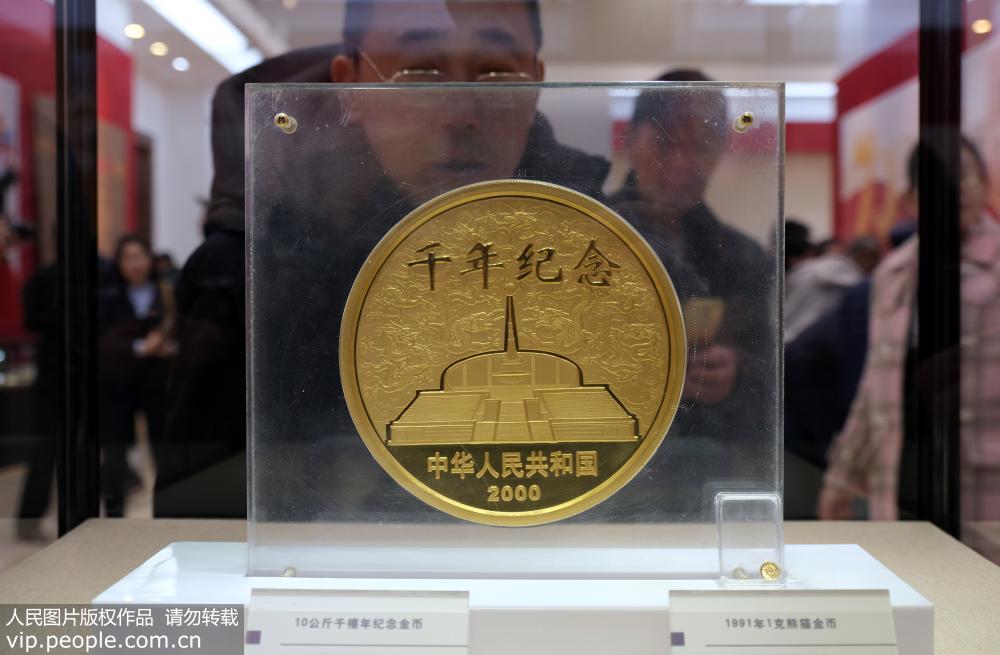 千年纪念
中华人民共和国
2000
10公斤千禧年纪念金币
1991年1克熊猫金币
人民图片版权作品 请勿转载
vip.people.com.cn